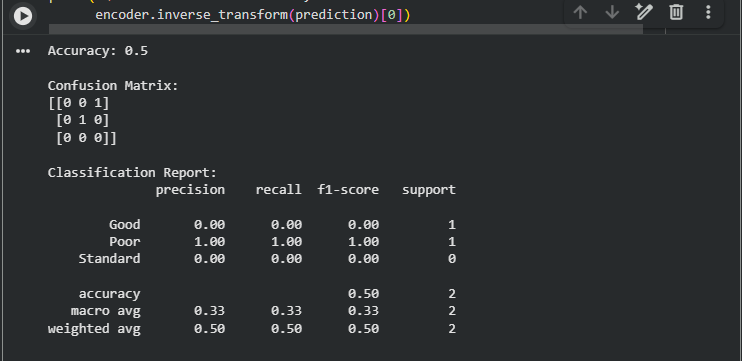 encoder.inverse_transform(prediction)[0])
Accuracy: 0.5
Confusion Matrix:
[[0 0 1]
 [0 1 0]
 [0 0 0]]
Classification Report:
              precision    recall  f1-score   support
        Good       0.00      0.00      0.00         1
        Poor       1.00      1.00      1.00         1
    Standard       0.00      0.00      0.00         0
    accuracy                           0.50         2
   macro avg       0.33      0.33      0.33         2
weighted avg       0.50      0.50      0.50         2